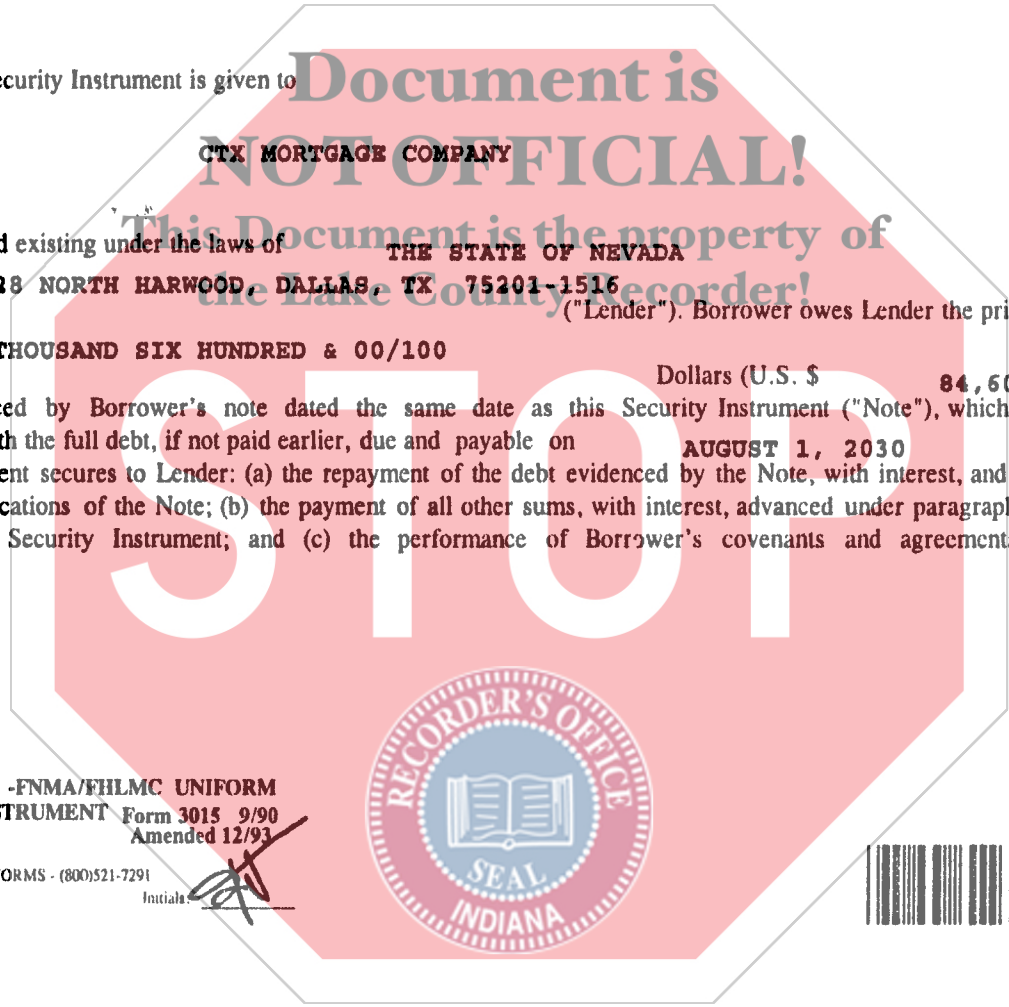 ecurity Instrument is given to
Document is
NOT OFFICIAL!
CTX MORTGAGE COMPANY
This Document is the property of
the Lake County Recorder!
d existing under the laws of THE STATE OF NEVADA
28 NORTH HARWOOD, DALLAS, TX 75201-1516
("Lender"). Borrower owes Lender the pri
THOUSAND SIX HUNDRED & 00/100
Dollars (U.S. $ 84,60
ced by Borrower's note dated the same date as this Security Instrument ("Note"), which
th the full debt, if not paid earlier, due and payable on AUGUST 1, 2030
ent secures to Lender: (a) the repayment of the debt evidenced by the Note, with interest, and
cations of the Note; (b) the payment of all other sums, with interest, advanced under paragraph
Security Instrument; and (c) the performance of Borrower's covenants and agreements
STOP
RECORDER'S OFFICE
SEAL
INDIANA
-FNMA/FHLMC UNIFORM
STRUMENT Form 3015 9/90
Amended 12/93
ORMS - (800)521-7291
Initials: